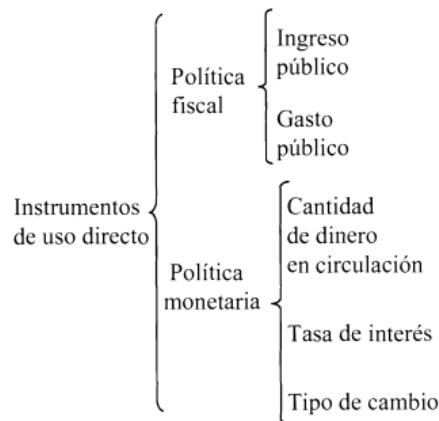 Instrumentos
de uso directo
Política
fiscal
Ingreso
público
Gasto
público
Política
monetaria
Cantidad
de dinero
en circulación
Tasa de interés
Tipo de cambio